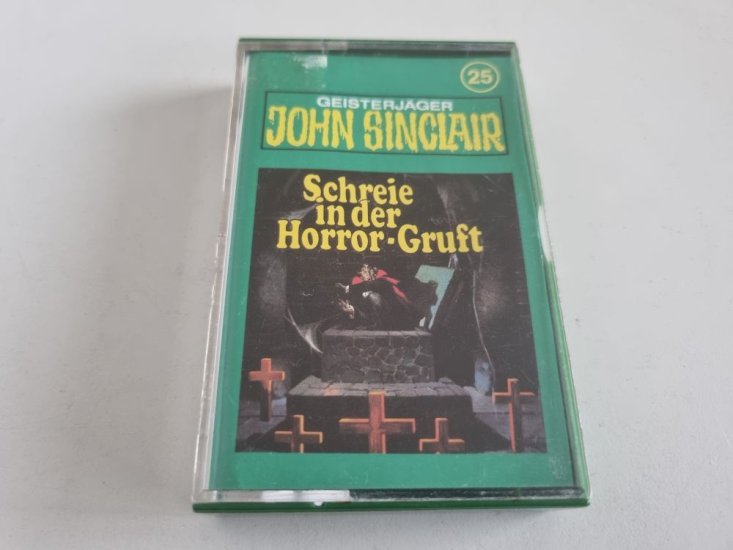 25
GEISTERJÄGER
JOHN SINCLAIR
Schreie
in der
Horror-Gruft